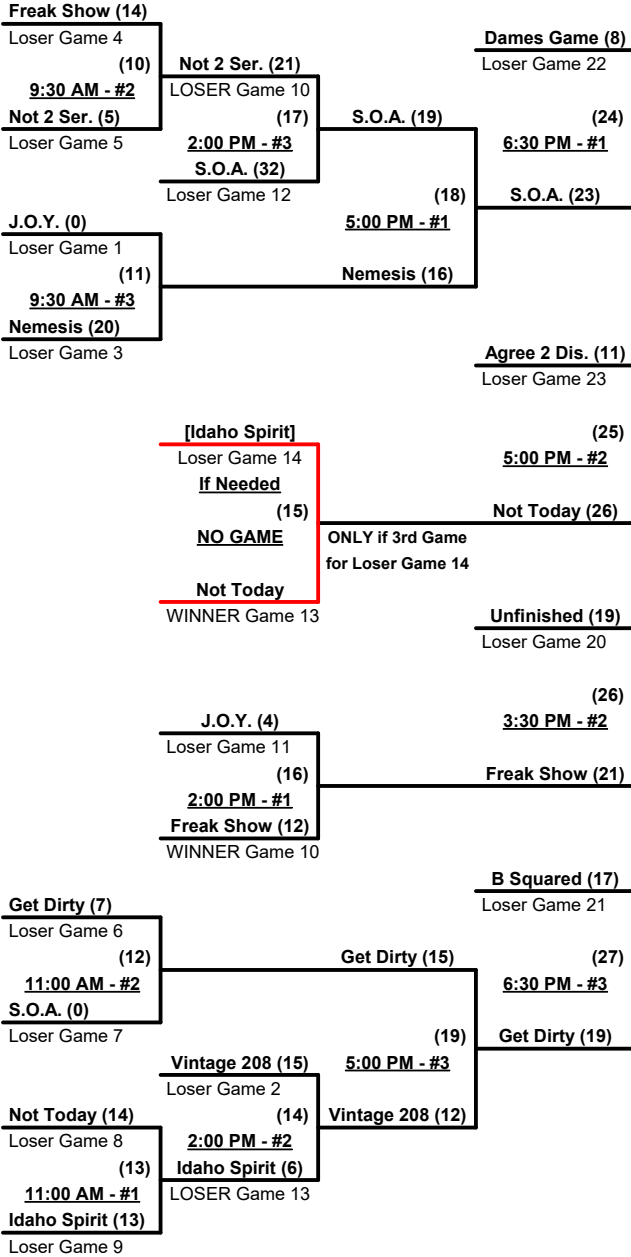 Freak Show (14)
Loser Game 4
(10)
9:30 AM - #2
Not 2 Ser. (5)
Loser Game 5
Not 2 Ser. (21)
LOSER Game 10
(17)
2:00 PM - #3
S.O.A. (32)
Loser Game 12
S.O.A. (19)
(18)
5:00 PM - #1
Nemesis (16)
Dames Game (8)
Loser Game 22
(24)
6:30 PM - #1
S.O.A. (23)
J.O.Y. (0)
Loser Game 1
(11)
9:30 AM - #3
Nemesis (20)
Loser Game 3
Agree 2 Dis. (11)
Loser Game 23
(25)
5:00 PM - #2
Not Today (26)
[Idaho Spirit]
Loser Game 14
If Needed
(15)
NO GAME
Not Today
WINNER Game 13
ONLY if 3rd Game
for Loser Game 14
Unfinished (19)
Loser Game 20
(26)
3:30 PM - #2
Freak Show (21)
J.O.Y. (4)
Loser Game 11
(16)
2:00 PM - #1
Freak Show (12)
WINNER Game 10
B Squared (17)
Loser Game 21
(27)
6:30 PM - #3
Get Dirty (19)
Get Dirty (7)
Loser Game 6
(12)
11:00 AM - #2
S.O.A. (0)
Loser Game 7
Get Dirty (15)
(19)
5:00 PM - #3
Vintage 208 (12)
Vintage 208 (15)
Loser Game 2
(14)
2:00 PM - #2
Idaho Spirit (6)
LOSER Game 13
Not Today (14)
Loser Game 8
(13)
11:00 AM - #1
Idaho Spirit (13)
Loser Game 9